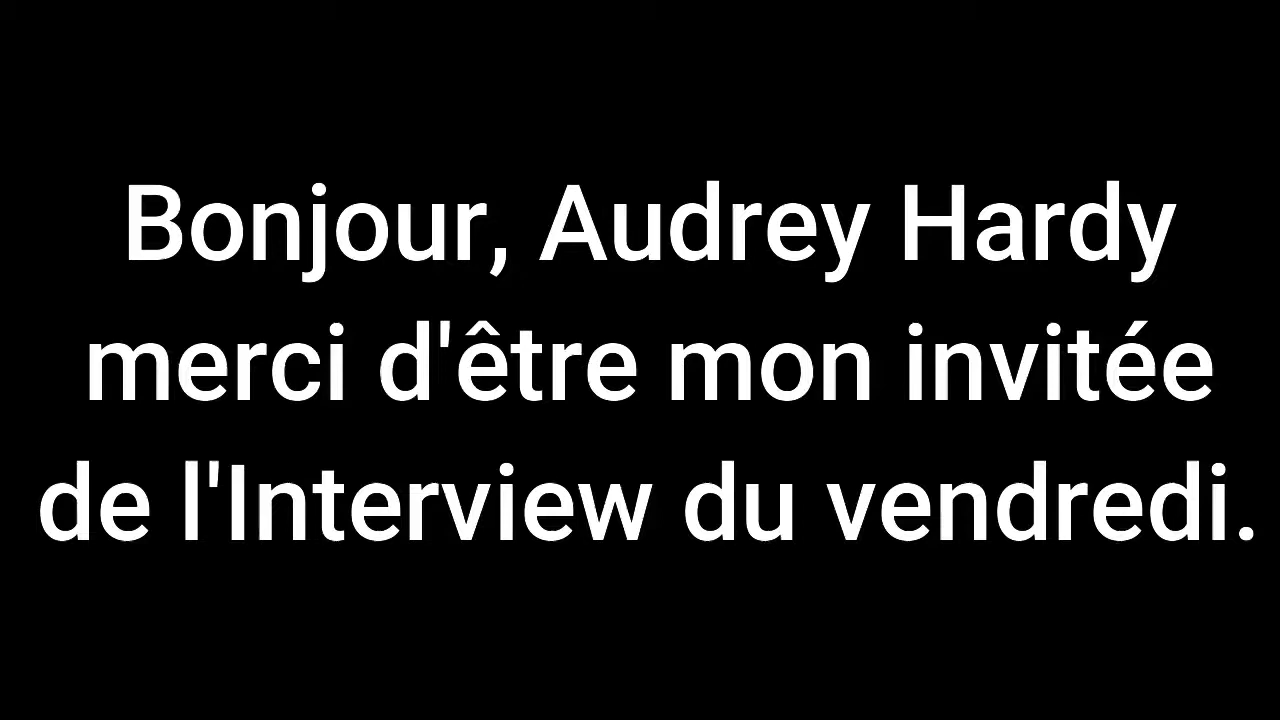 Bonjour, Audrey Hardy
merci d'être mon invitée
de l'Interview du vendredi.